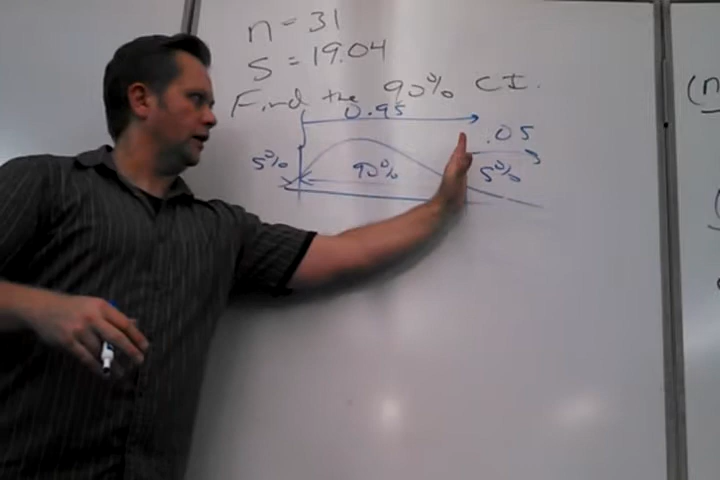 n = 31
S = 19.04
Find the 90% CI.
0.95
.05
5%
90%
5%
(n